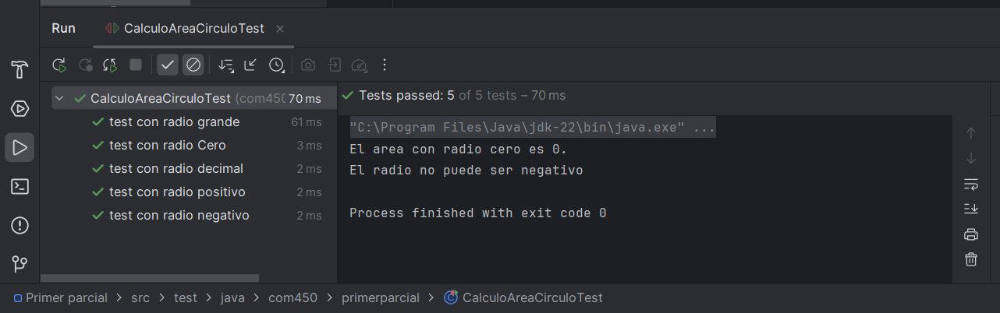 Run CalculoAreaCirculoTest
CalculoAreaCirculoTest (com450 70 ms
test con radio grande 61 ms
test con radio Cero 3 ms
test con radio decimal 2 ms
test con radio positivo 2 ms
test con radio negativo 2 ms
Tests passed: 5 of 5 tests – 70 ms
"C:\Program Files\Java\jdk-22\bin\java.exe" ...
El area con radio cero es 0.
El radio no puede ser negativo
Process finished with exit code 0
Primer parcial > src > test > java > com450 > primerparcial > CalculoAreaCirculoTest